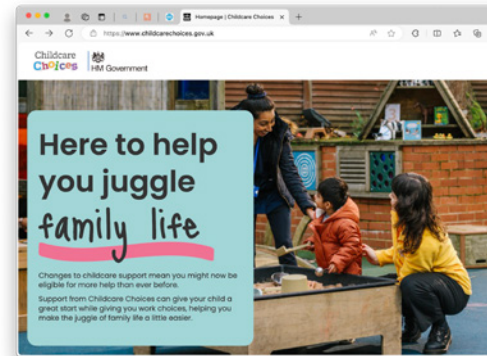 Homepage | Childcare Choices
https://www.childcarechoices.gov.uk
Childcare
Choices
HM Government
Here to help
you juggle
family life
Changes to childcare support mean you might now be
eligible for more help than ever before.
Support from Childcare Choices can give your child a
great start while giving you work choices, helping you
make the juggle of family life a little easier.